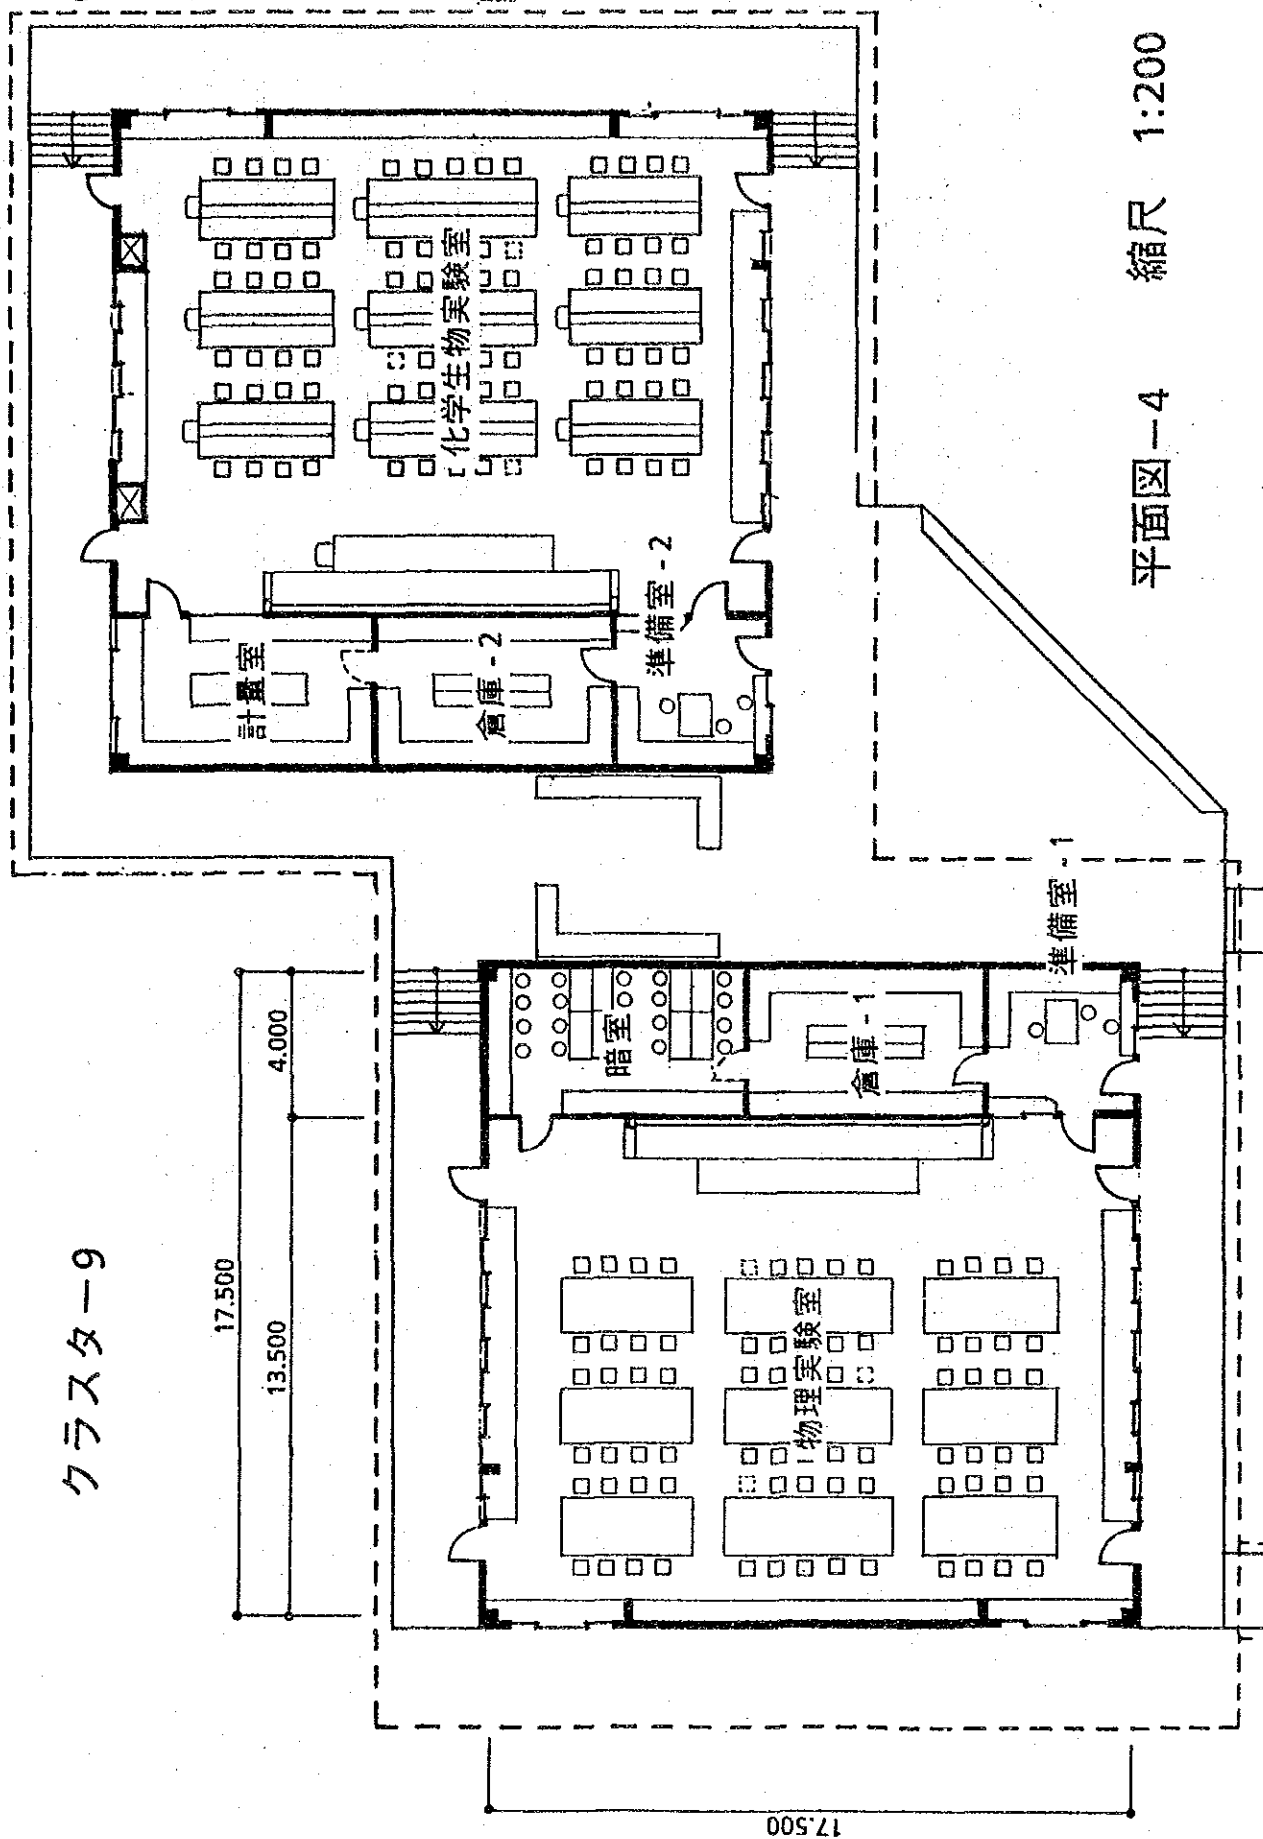 クラスター9
17.500
13.500
4.000
17.500
物理実験室
暗室
倉庫-1
準備室-1
計量室
倉庫-2
準備室-2
化学生物実験室
平面図ー4 縮尺 1:200